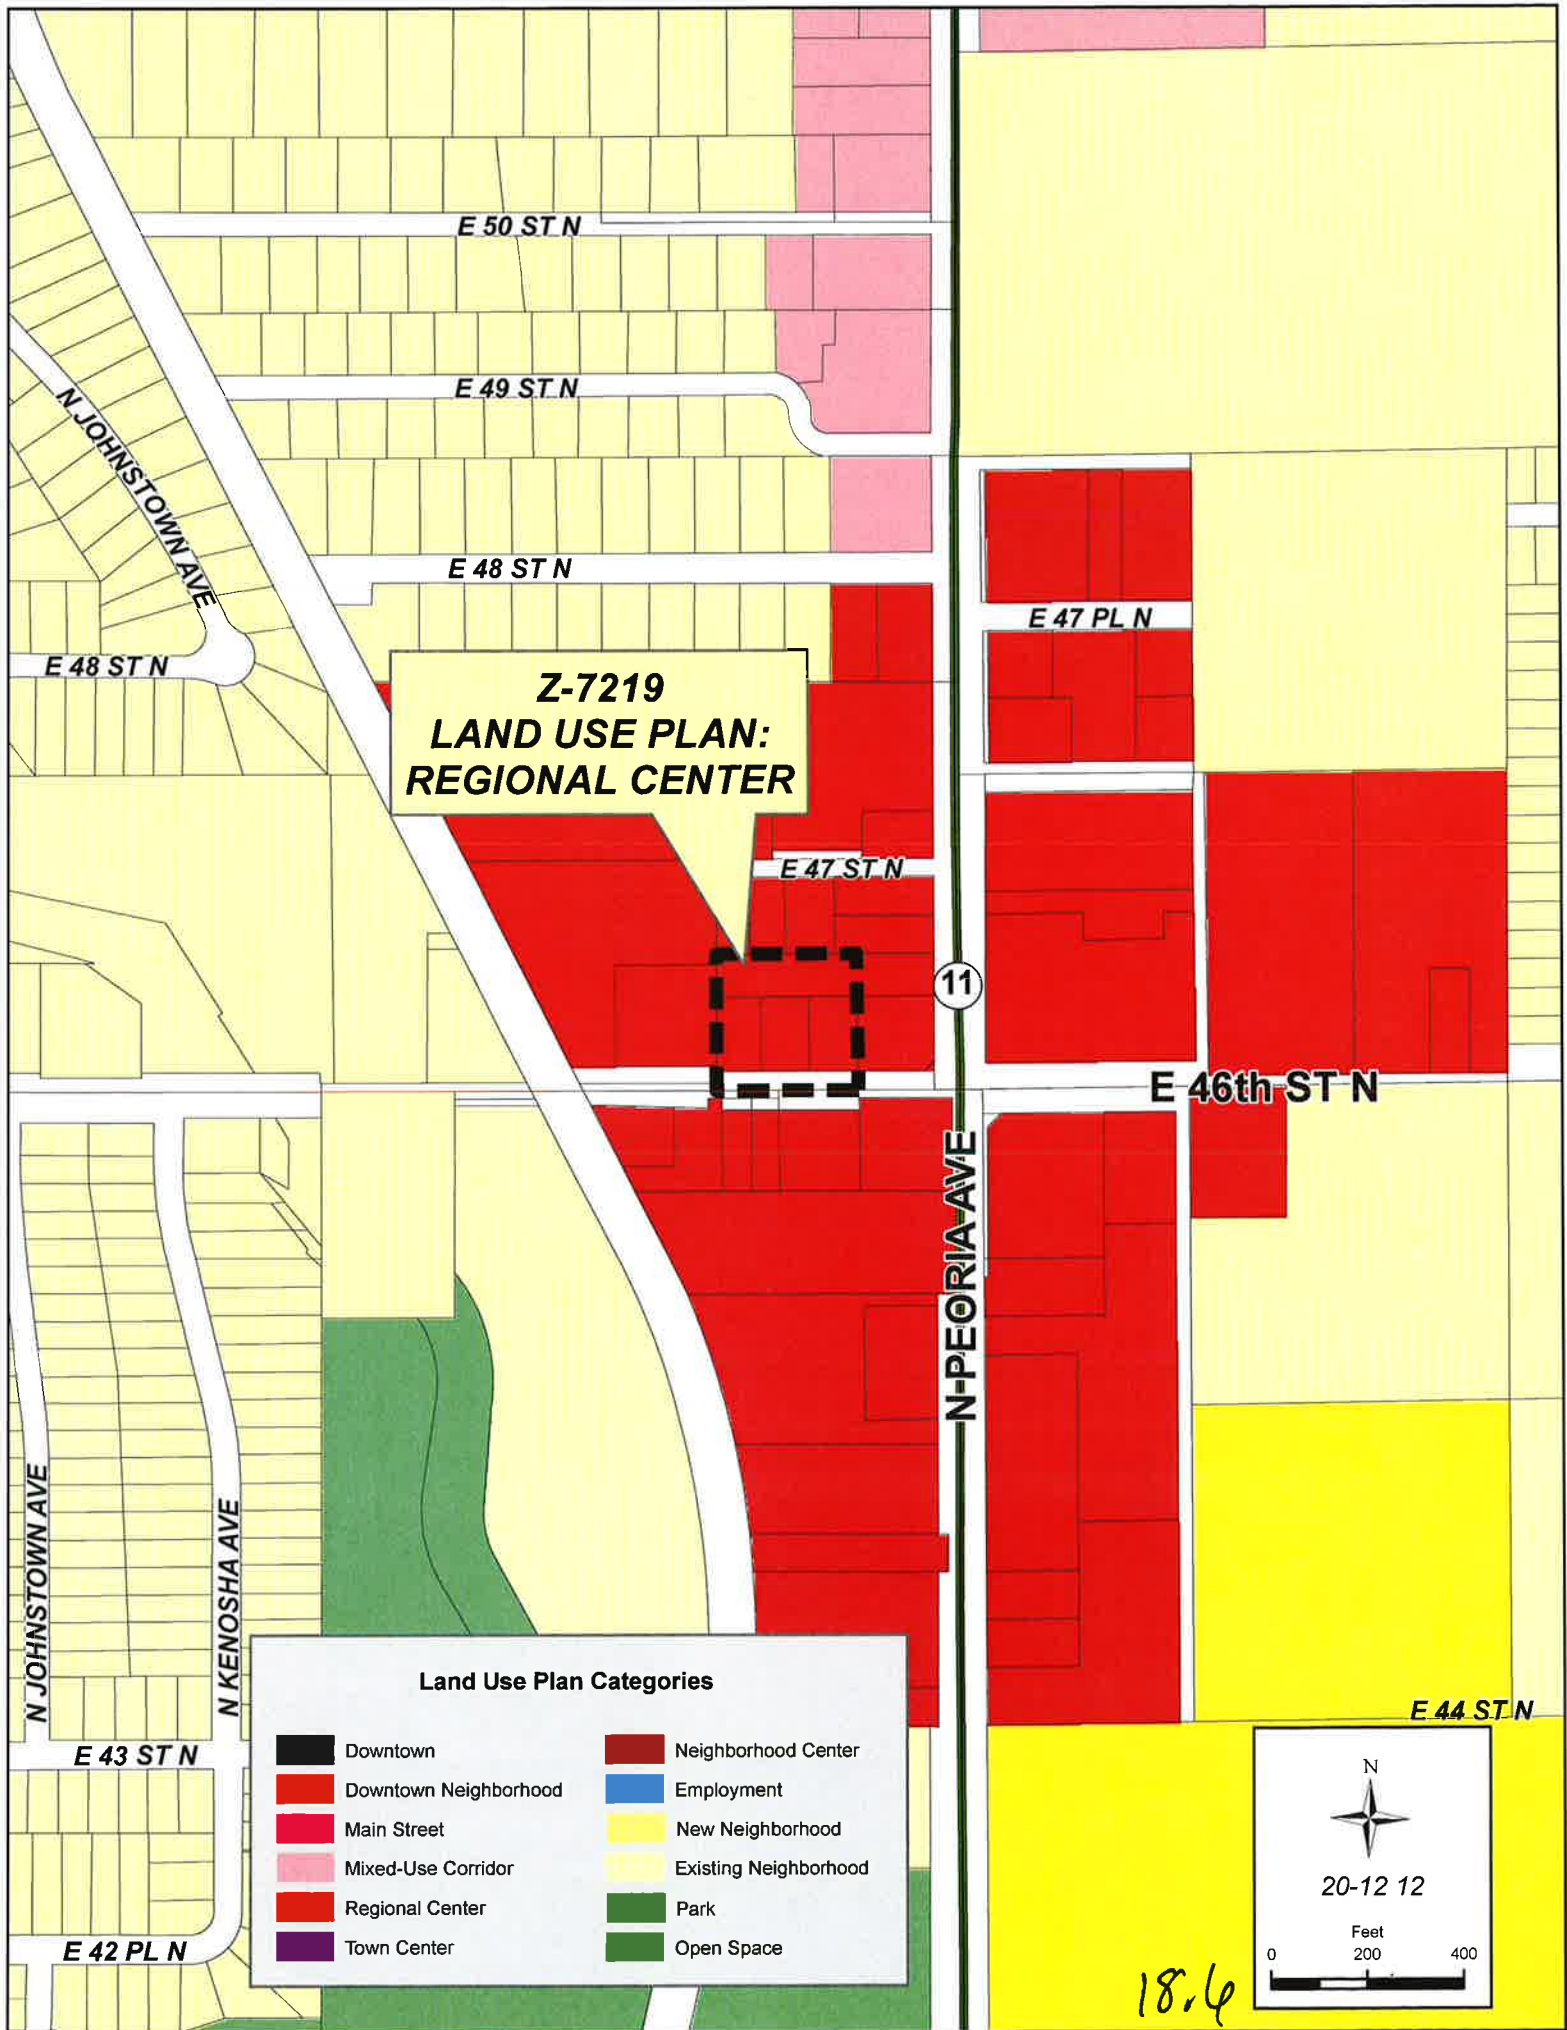 E 50 ST N
E 49 ST N
N JOHNSTOWN AVE
E 48 ST N
E 47 PL N
E 48 ST N
Z-7219
LAND USE PLAN:
REGIONAL CENTER
E 47 ST N
11
E 46th ST N
N PEORIA AVE
N JOHNSTOWN AVE
N KENOSHA AVE
E 44 ST N
E 43 ST N
E 42 PL N
Land Use Plan Categories
Downtown
Downtown Neighborhood
Main Street
Mixed-Use Corridor
Regional Center
Town Center
Neighborhood Center
Employment
New Neighborhood
Existing Neighborhood
Park
Open Space
N
20-12 12
Feet
0 200 400
18.6